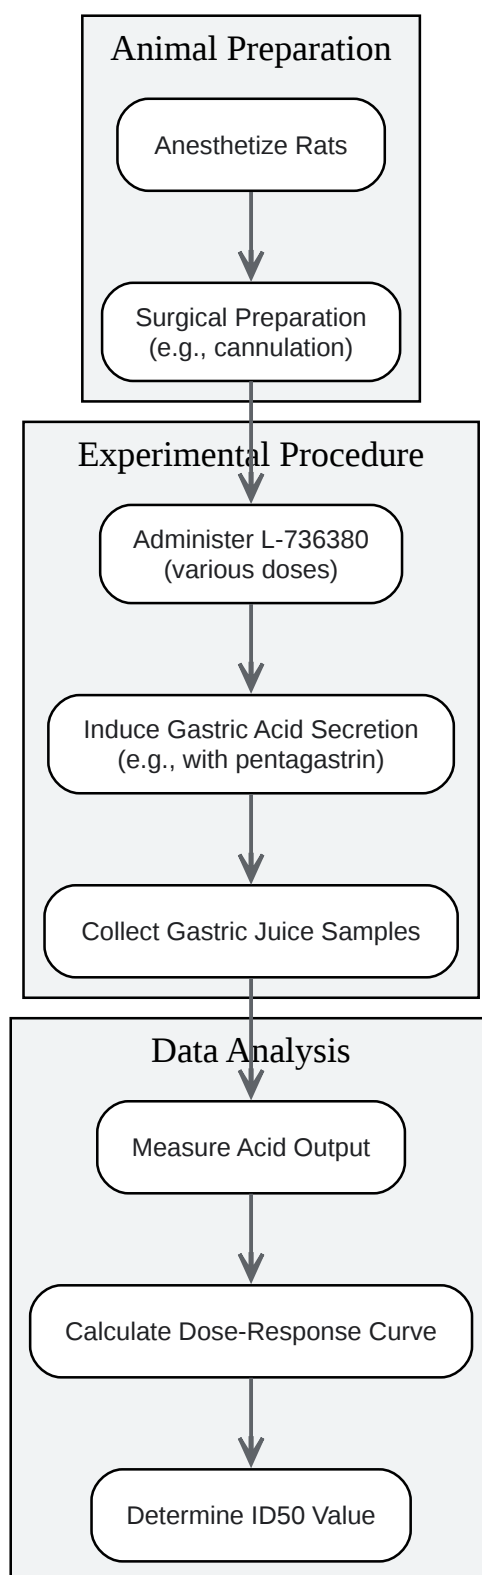 Animal Preparation
Anesthetize Rats
Surgical Preparation
(e.g., cannulation)
Experimental Procedure
Administer L-736380
(various doses)
Induce Gastric Acid Secretion
(e.g., with pentagastrin)
Collect Gastric Juice Samples
Data Analysis
Measure Acid Output
Calculate Dose-Response Curve
Determine ID50 Value